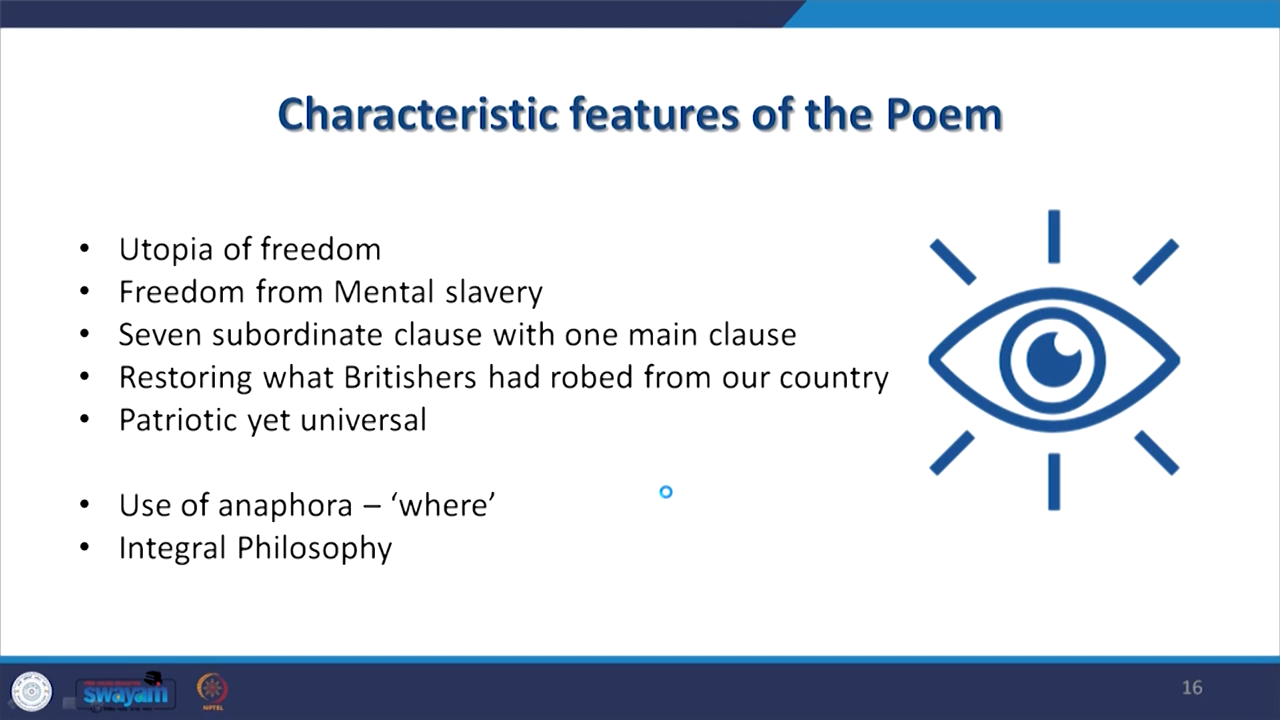 Characteristic features of the Poem
• Utopia of freedom
• Freedom from Mental slavery
• Seven subordinate clause with one main clause
• Restoring what Britishers had robed from our country
• Patriotic yet universal
• Use of anaphora – ‘where’
• Integral Philosophy
swayam
NPTEL
16